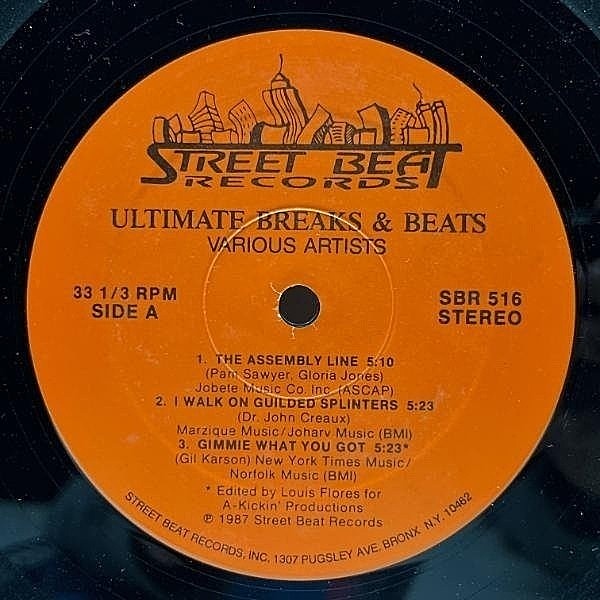 STREET BEAT
RECORDS
ULTIMATE BREAKS & BEATS
VARIOUS ARTISTS
33 1/3 RPM
SIDE A
SBR 516
STEREO
1. THE ASSEMBLY LINE 5:10
(Pam Sawyer, Gloria Jones)
Jobete Music Co. Inc. (ASCAP)
2. I WALK ON GUILDED SPLINTERS 5:23
(Dr. John Creaux)
Marzique Music/Joharv Music (BMI)
3. GIMMIE WHAT YOU GOT 5:23*
(Gil Karson) New York Times Music/
Norfolk Music (BMI)
* Edited by Louis Flores for
A-Kickin' Productions
℗ 1987 Street Beat Records
STREET BEAT RECORDS, INC. 1307 PUGSLEY AVE. BRONX N.Y. 10462